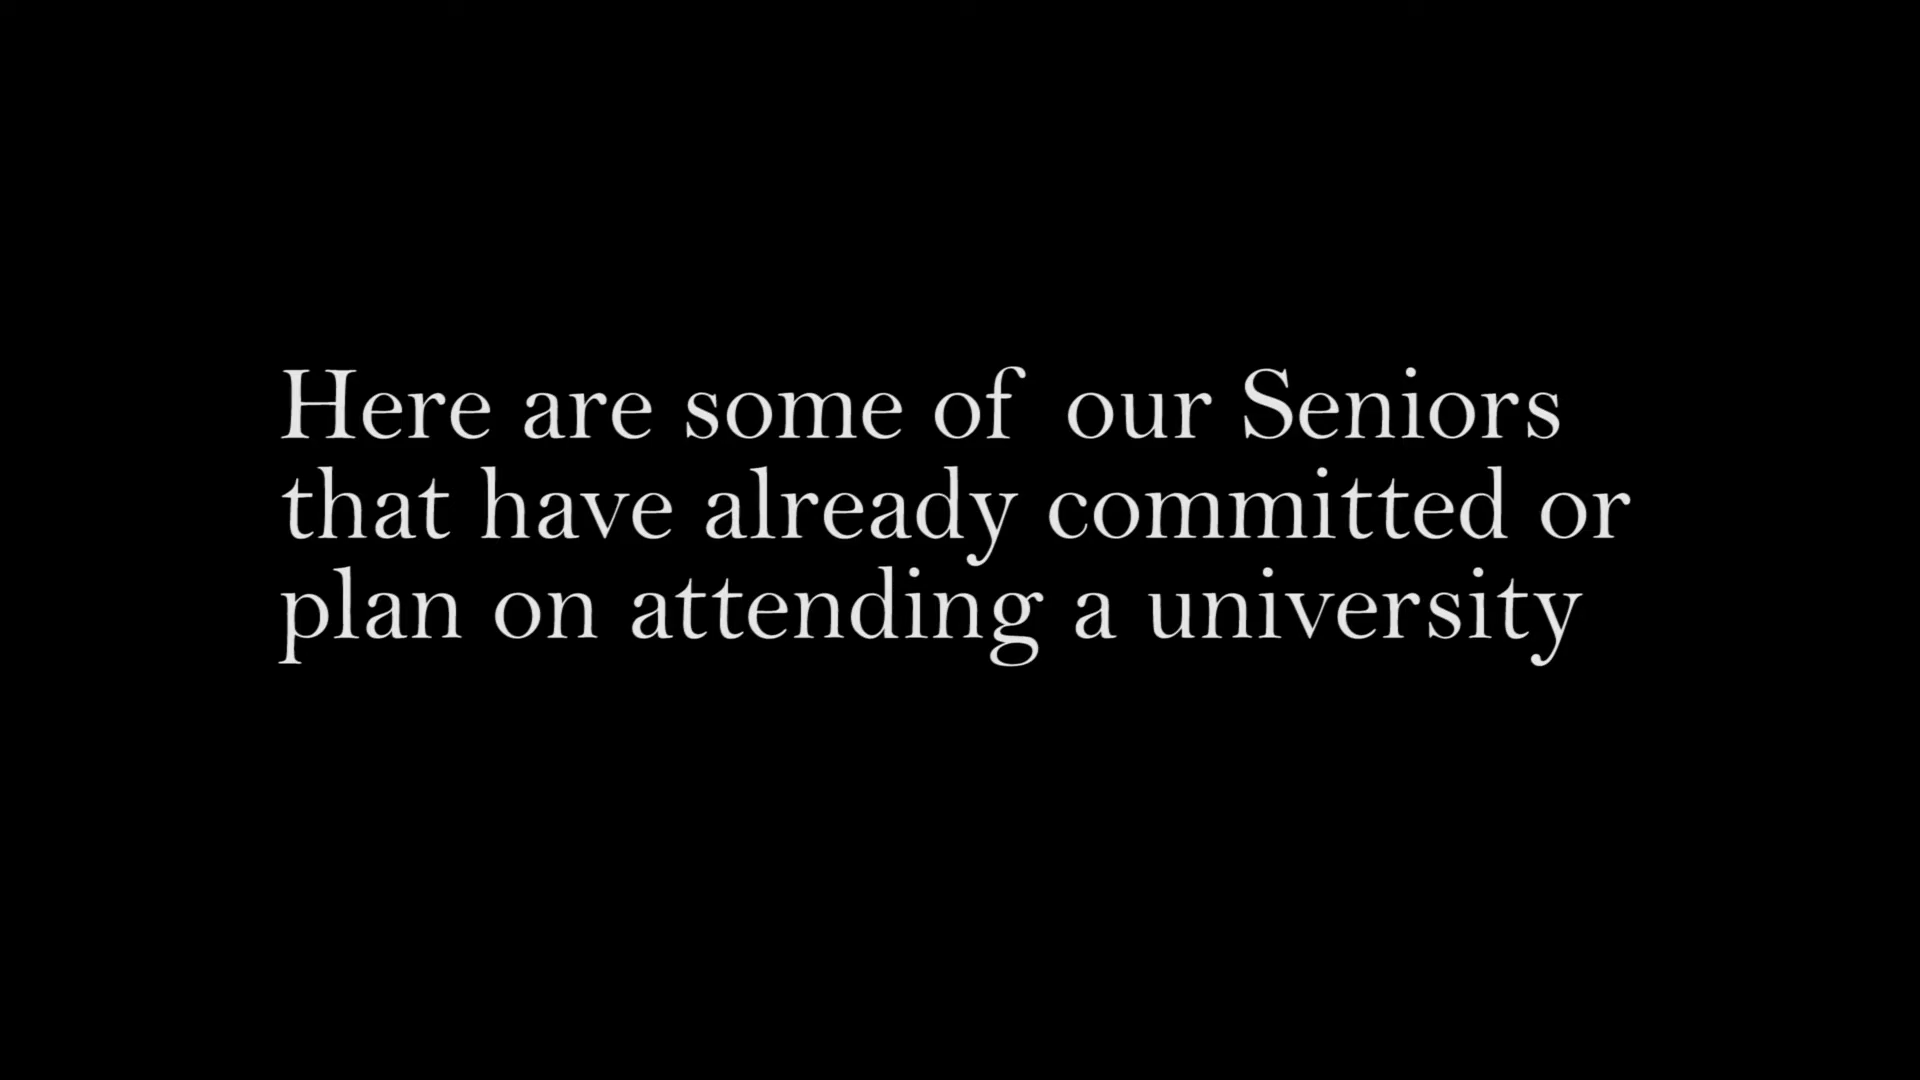 Here are some of our Seniors
that have already committed or
plan on attending a university